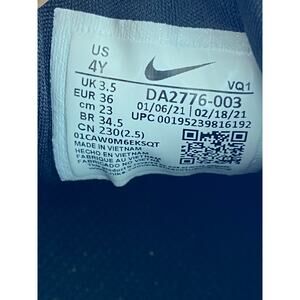 US
4Y
VQ1
UK 3.5
EUR 36
cm 23
BR 34.5
CN 230(2.5)
DA2776-003
01/06/21 | 02/18/21
UPC 00195239816192
01CAW0M6EKSQT
MADE IN VIETNAM
HECHO EN VIETNAM
FABRIQUÉ AU VIETNAM
FABRICADO NO VIETNAM